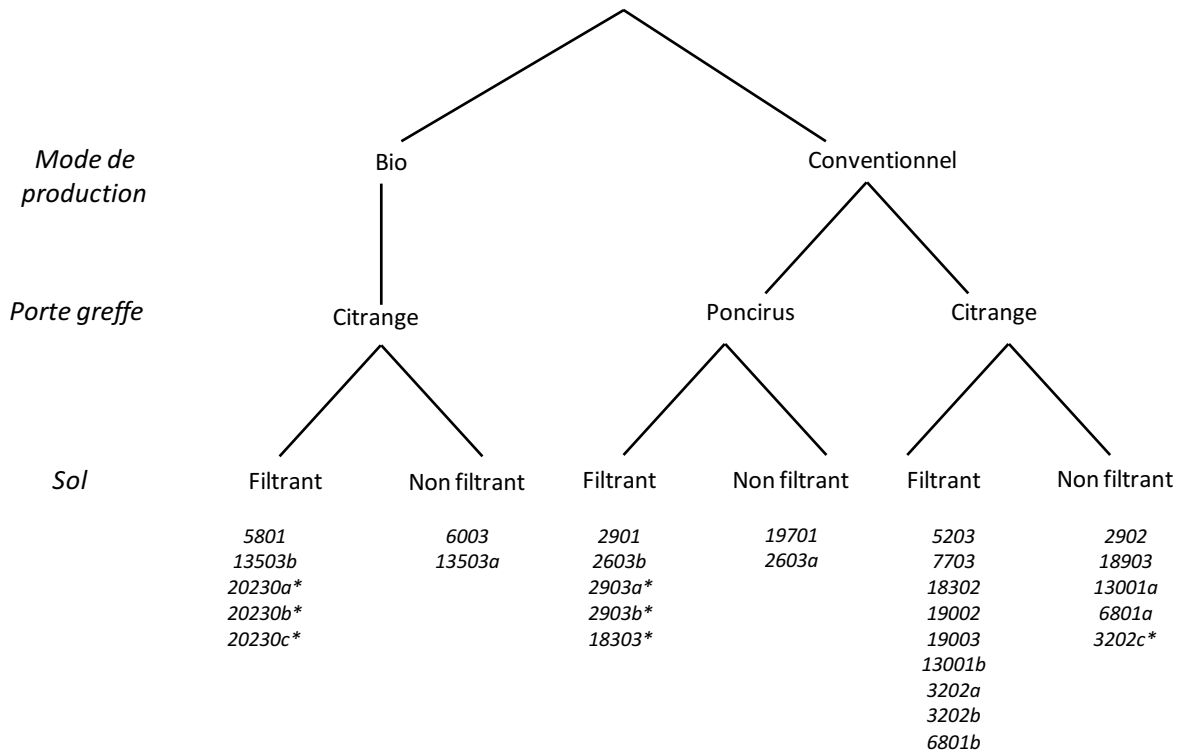 Mode de
production
Bio
Conventionnel
Porte greffe
Citrange
Poncirus
Citrange
Sol
Filtrant
Non filtrant
Filtrant
Non filtrant
Filtrant
Non filtrant
5801
13503b
20230a*
20230b*
20230c*
6003
13503a
2901
2603b
2903a*
2903b*
18303*
19701
2603a
5203
7703
18302
19002
19003
13001b
3202a
3202b
6801b
2902
18903
13001a
6801a
3202c*